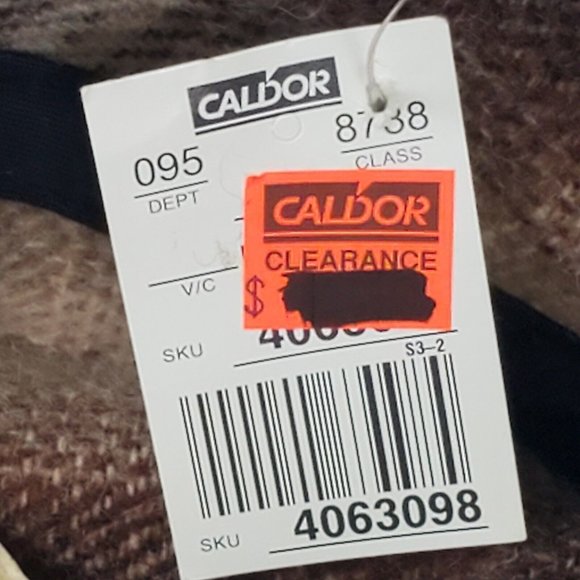 CALDOR
8738
CLASS
095
DEPT
CALDOR
CLEARANCE
$
V/C
SKU
S3-2
SKU 4063098